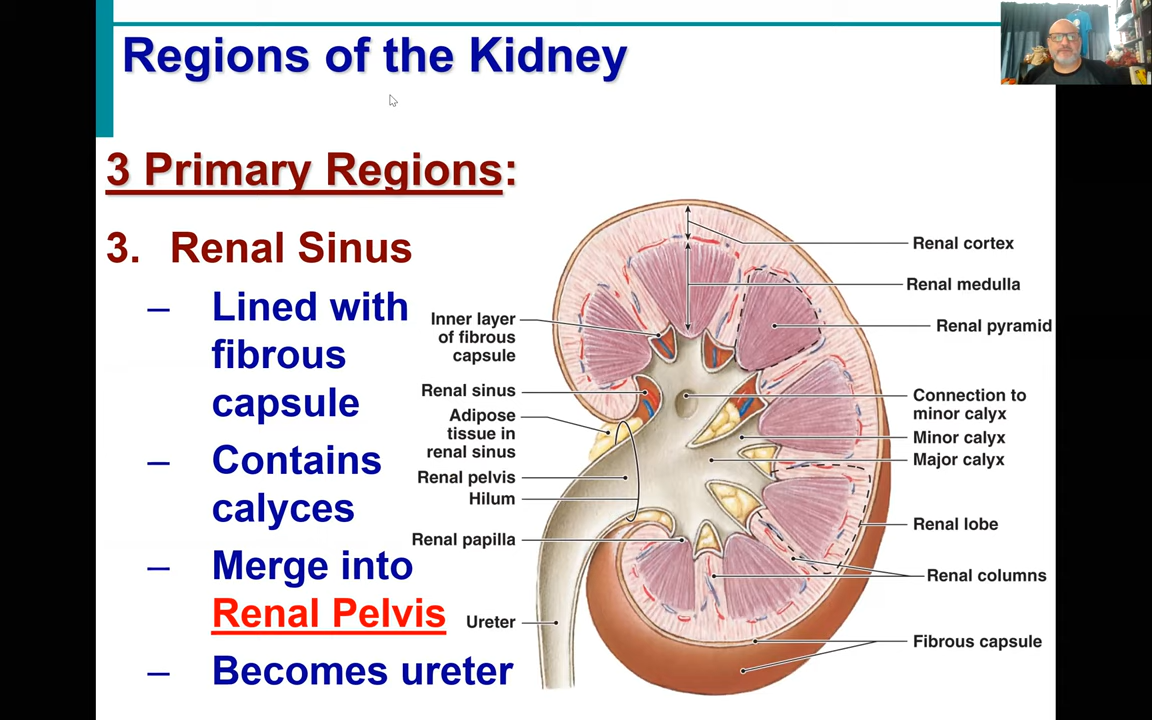 Regions of the Kidney
3 Primary Regions:
3. Renal Sinus
– Lined with
fibrous
capsule
– Contains
calyces
– Merge into
Renal Pelvis
– Becomes ureter
Inner layer
of fibrous
capsule
Renal sinus
Adipose
tissue in
renal sinus
Renal pelvis
Hilum
Renal papilla
Ureter
Renal cortex
Renal medulla
Renal pyramid
Connection to
minor calyx
Minor calyx
Major calyx
Renal lobe
Renal columns
Fibrous capsule